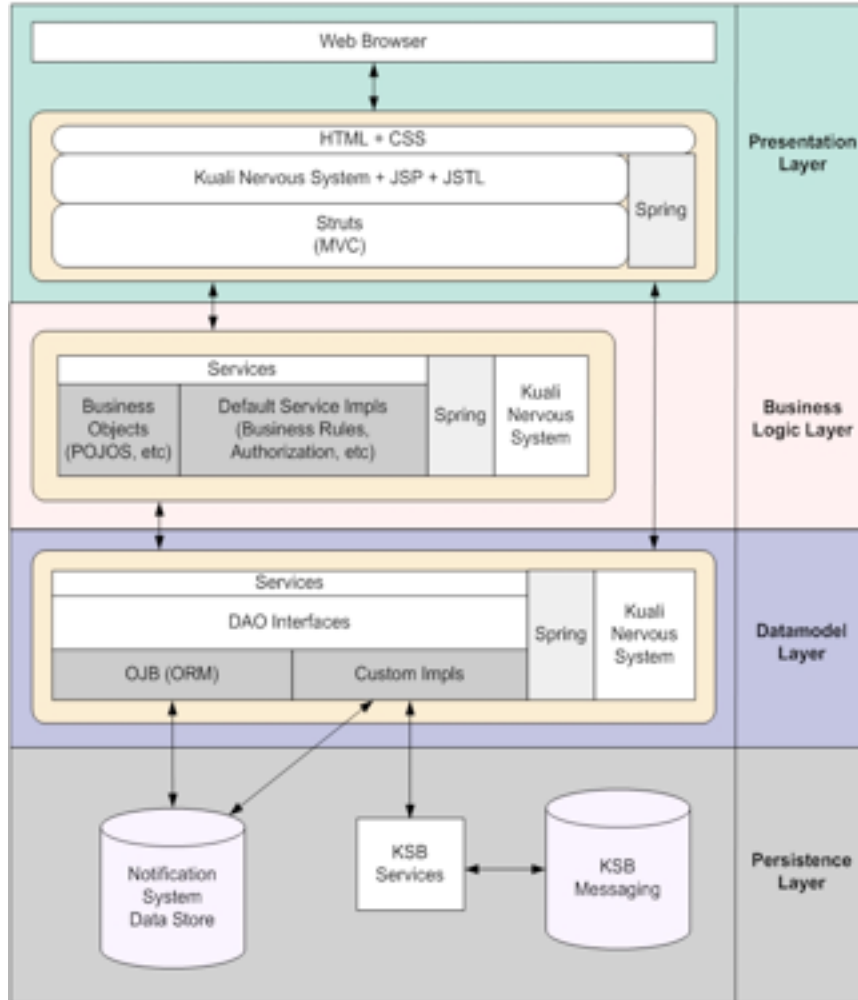 Web Browser
HTML + CSS
Kuali Nervous System + JSP + JSTL
Struts
(MVC)
Spring
Presentation
Layer
Services
Business
Objects
(POJOS, etc)
Default Service Impls
(Business Rules,
Authorization, etc)
Spring
Kuali
Nervous
System
Business
Logic Layer
Services
DAO Interfaces
OJB (ORM)
Custom Impls
Spring
Kuali
Nervous
System
Datamodel
Layer
Notification
System
Data Store
KSB
Services
KSB
Messaging
Persistence
Layer